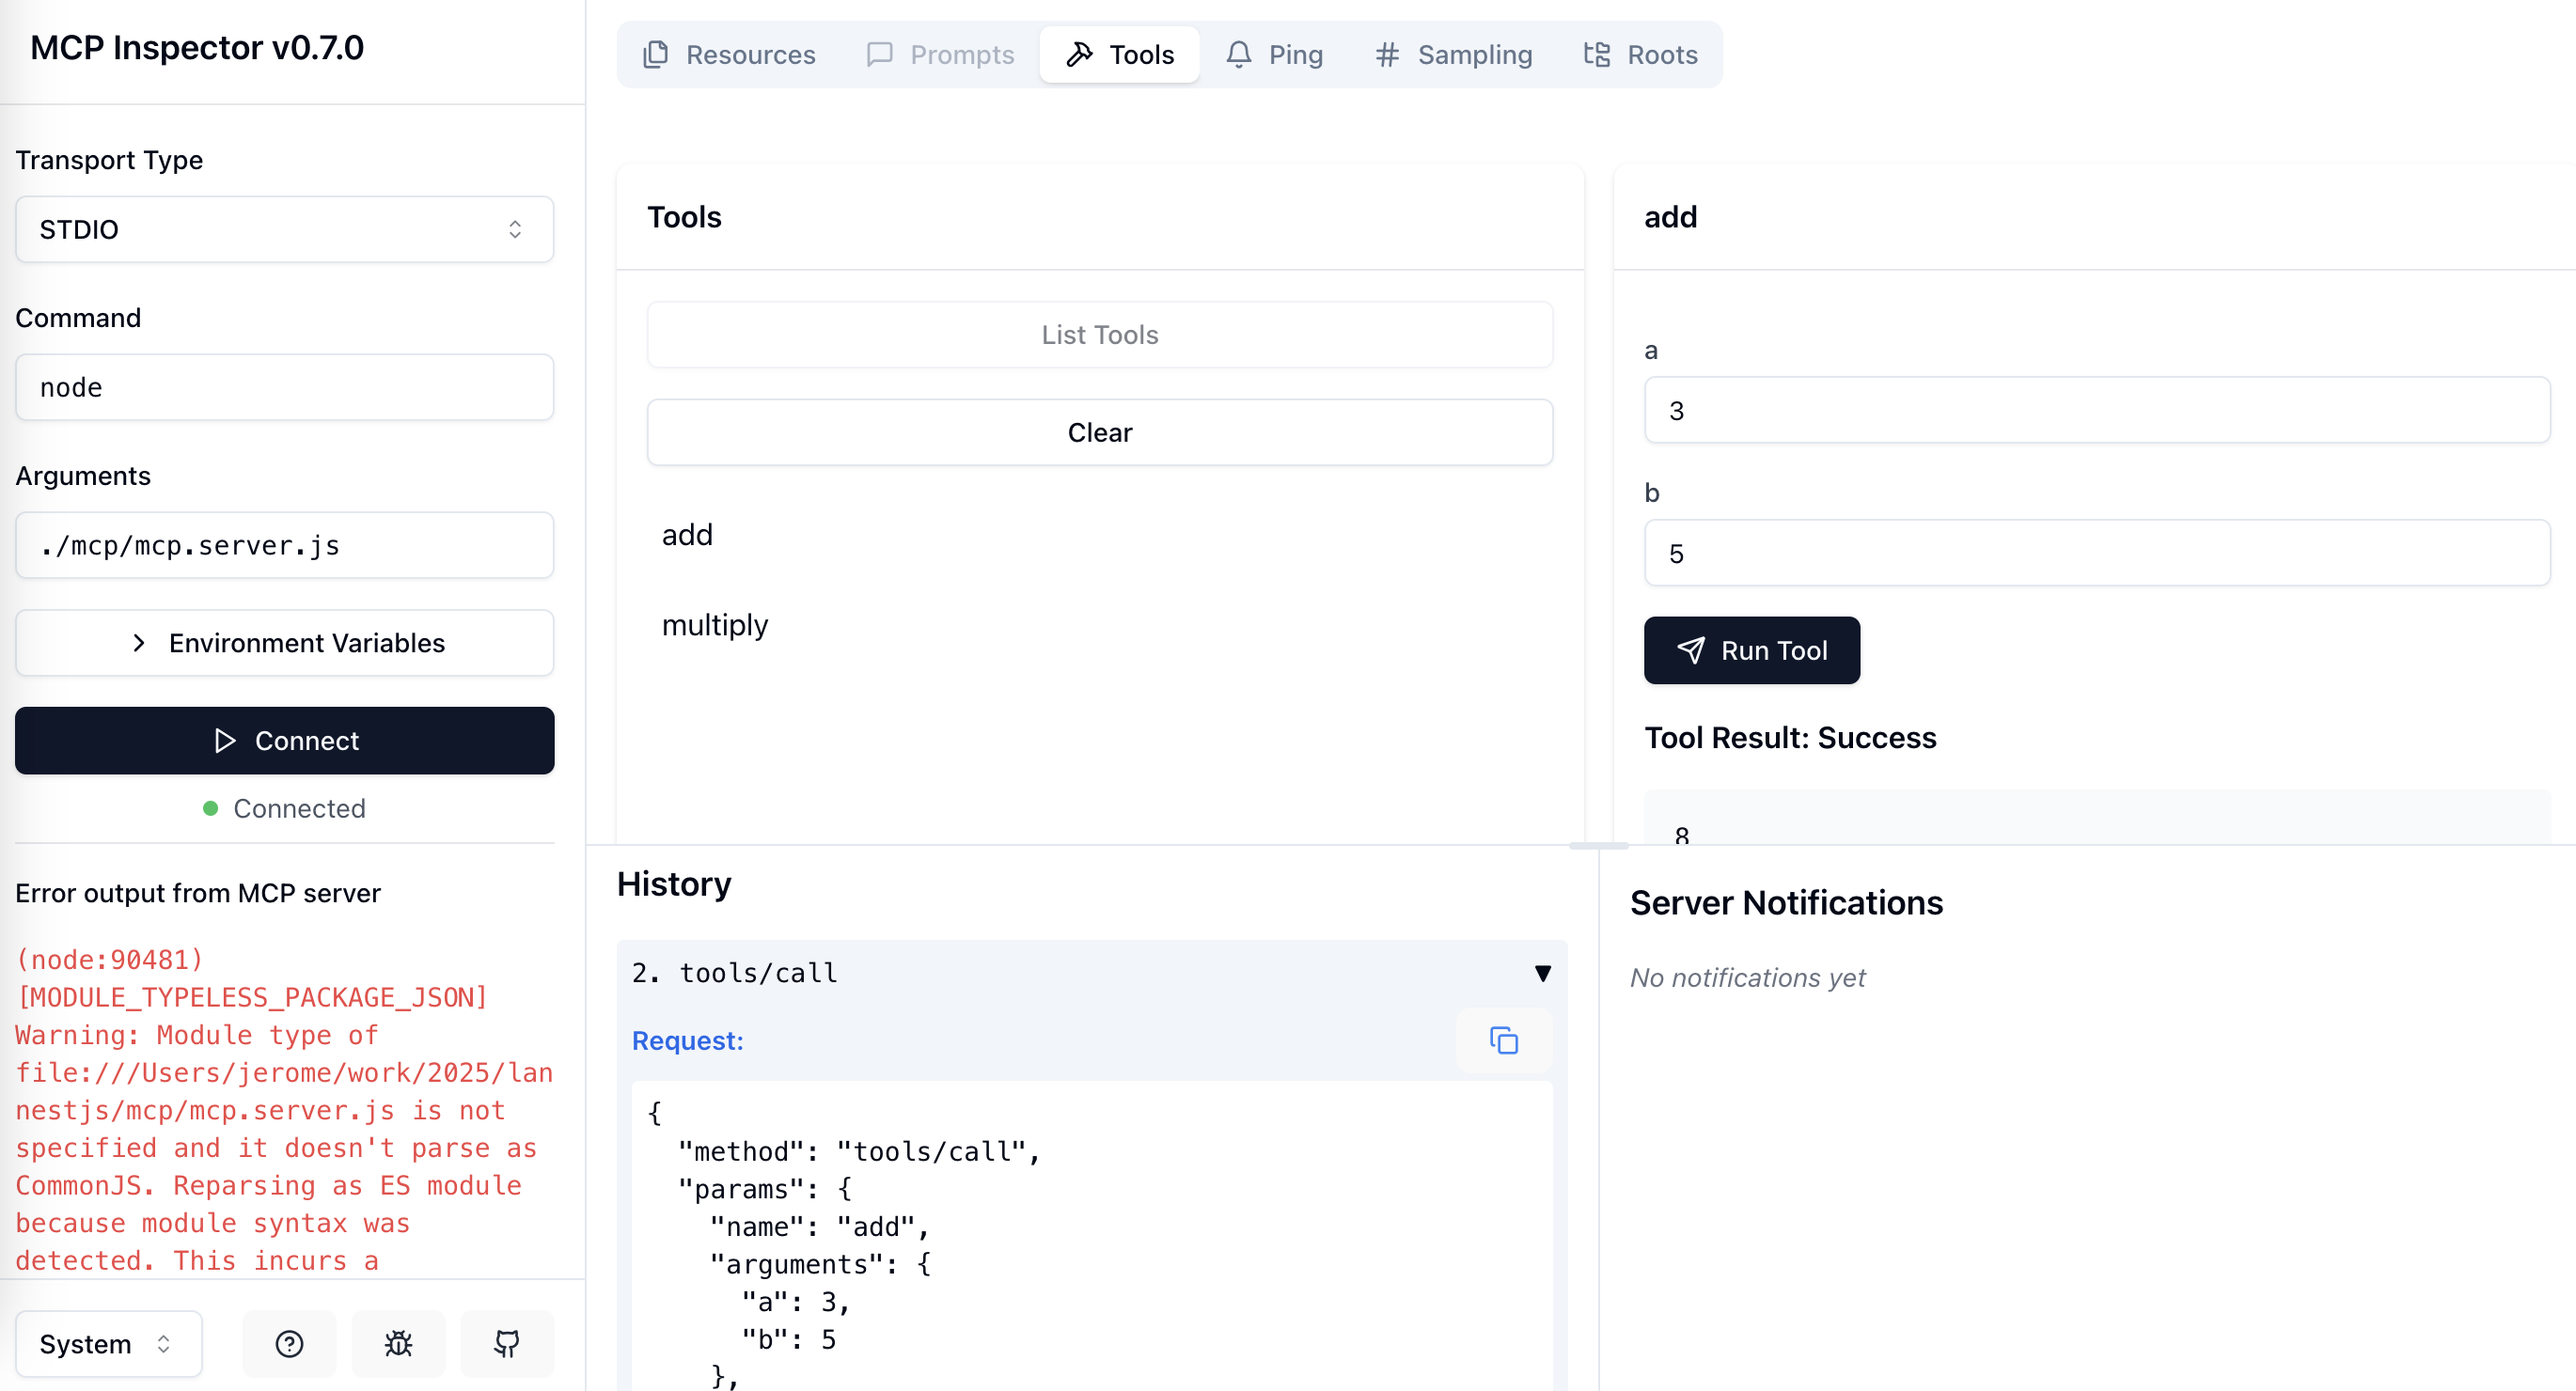 MCP Inspector v0.7.0
Transport Type
STDIO
Command
node
Arguments
./mcp/mcp.server.js
Environment Variables
Connect
Connected
Error output from MCP server
(node:90481)
[MODULE_TYPELESS_PACKAGE_JSON]
Warning: Module type of
file:///Users/jerome/work/2025/lan
nestjs/mcp/mcp.server.js is not
specified and it doesn't parse as
CommonJS. Reparsing as ES module
because module syntax was
detected. This incurs a
System
Resources
Prompts
Tools
Ping
Sampling
Roots
Tools
List Tools
Clear
add
multiply
add
a
3
b
5
Run Tool
Tool Result: Success
8
History
2. tools/call
Request:
{
"method": "tools/call",
"params": {
"name": "add",
"arguments": {
"a": 3,
"b": 5
},
Server Notifications
No notifications yet